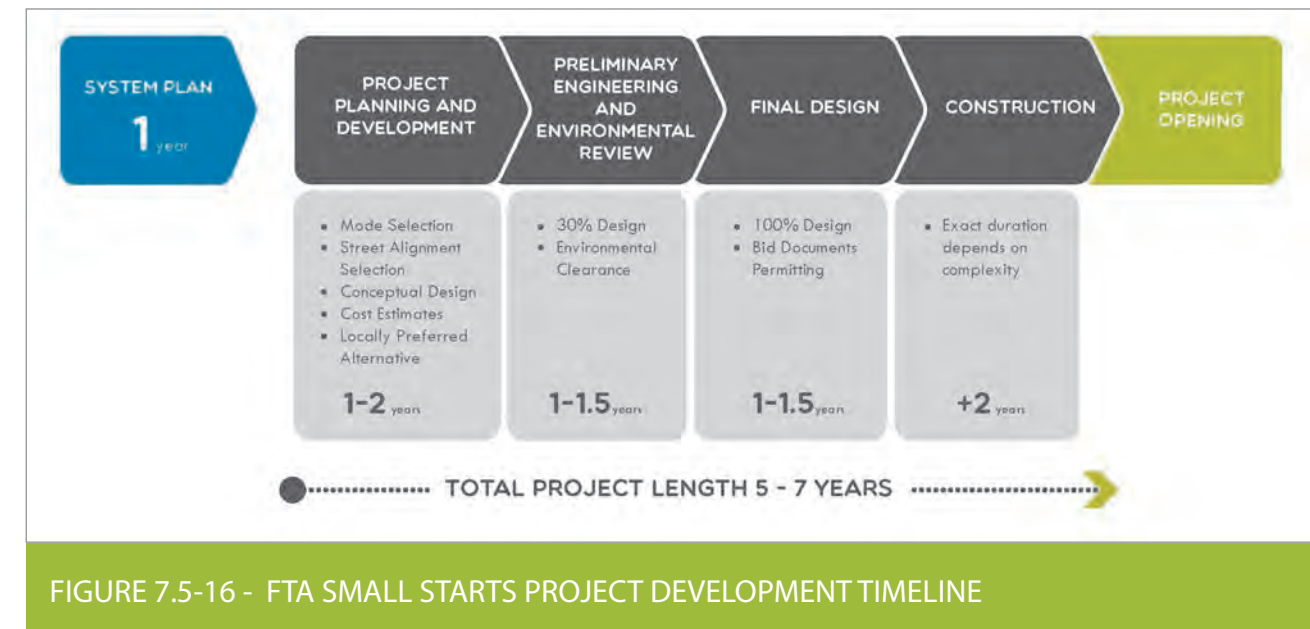 SYSTEM PLAN
1 year
PROJECT
PLANNING AND
DEVELOPMENT
PRELIMINARY
ENGINEERING
AND
ENVIRONMENTAL
REVIEW
FINAL DESIGN
CONSTRUCTION
PROJECT
OPENING
• Mode Selection
• Street Alignment
Selection
• Conceptual Design
• Cost Estimates
• Locally Preferred
Alternative
1-2 years
• 30% Design
• Environmental
Clearance
1-1.5 years
• 100% Design
• Bid Documents
Permitting
1-1.5 years
• Exact duration
depends on
complexity
+2 years
TOTAL PROJECT LENGTH 5 - 7 YEARS
FIGURE 7.5-16 - FTA SMALL STARTS PROJECT DEVELOPMENT TIMELINE